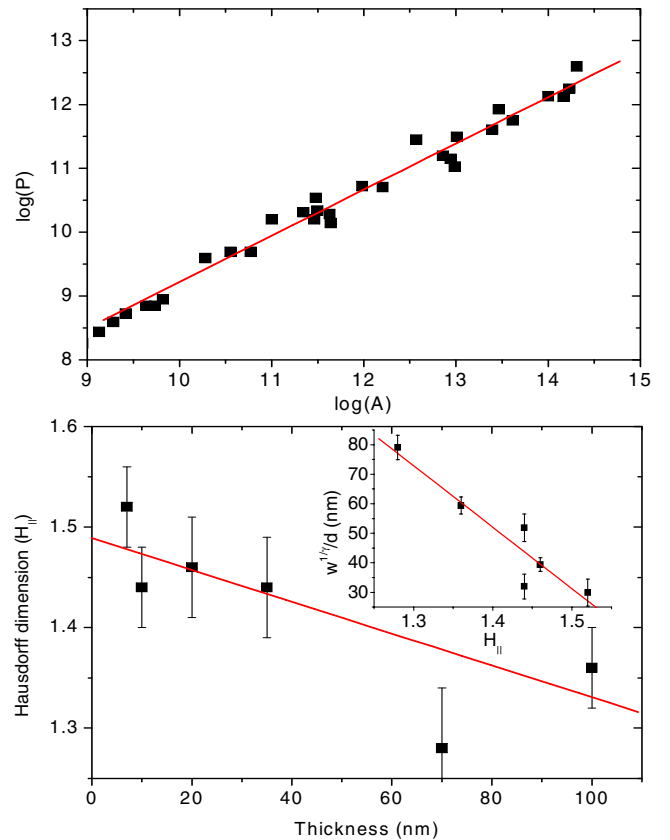 13
12
11
10
9
8
log(P)
9 10 11 12 13 14 15
log(A)
1.6
1.5
1.4
1.3
Hausdorff dimension (H||)
0 20 40 60 80 100
Thickness (nm)
80
70
60
50
40
30
w^{1/γ}/d (nm)
1.3 1.4 1.5
H||